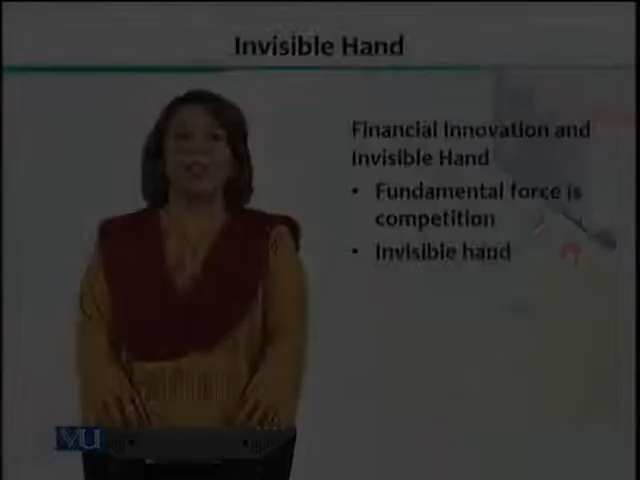 Invisible Hand
Financial Innovation and
Invisible Hand
• Fundamental force is
competition
• Invisible hand
VU